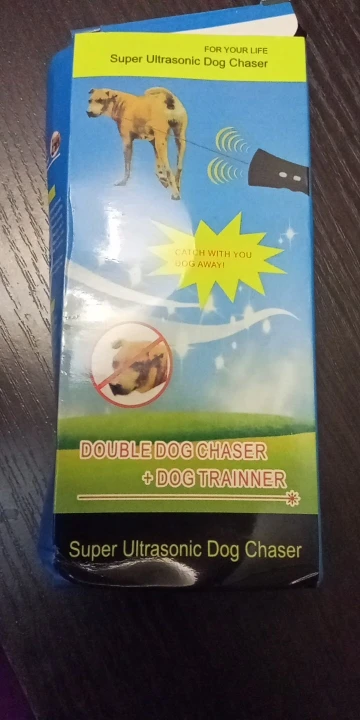 FOR YOUR LIFE
Super Ultrasonic Dog Chaser
CATCH WITH YOU
DOG AWAY!
DOUBLE DOG CHASER
+ DOG TRAINNER
Super Ultrasonic Dog Chaser